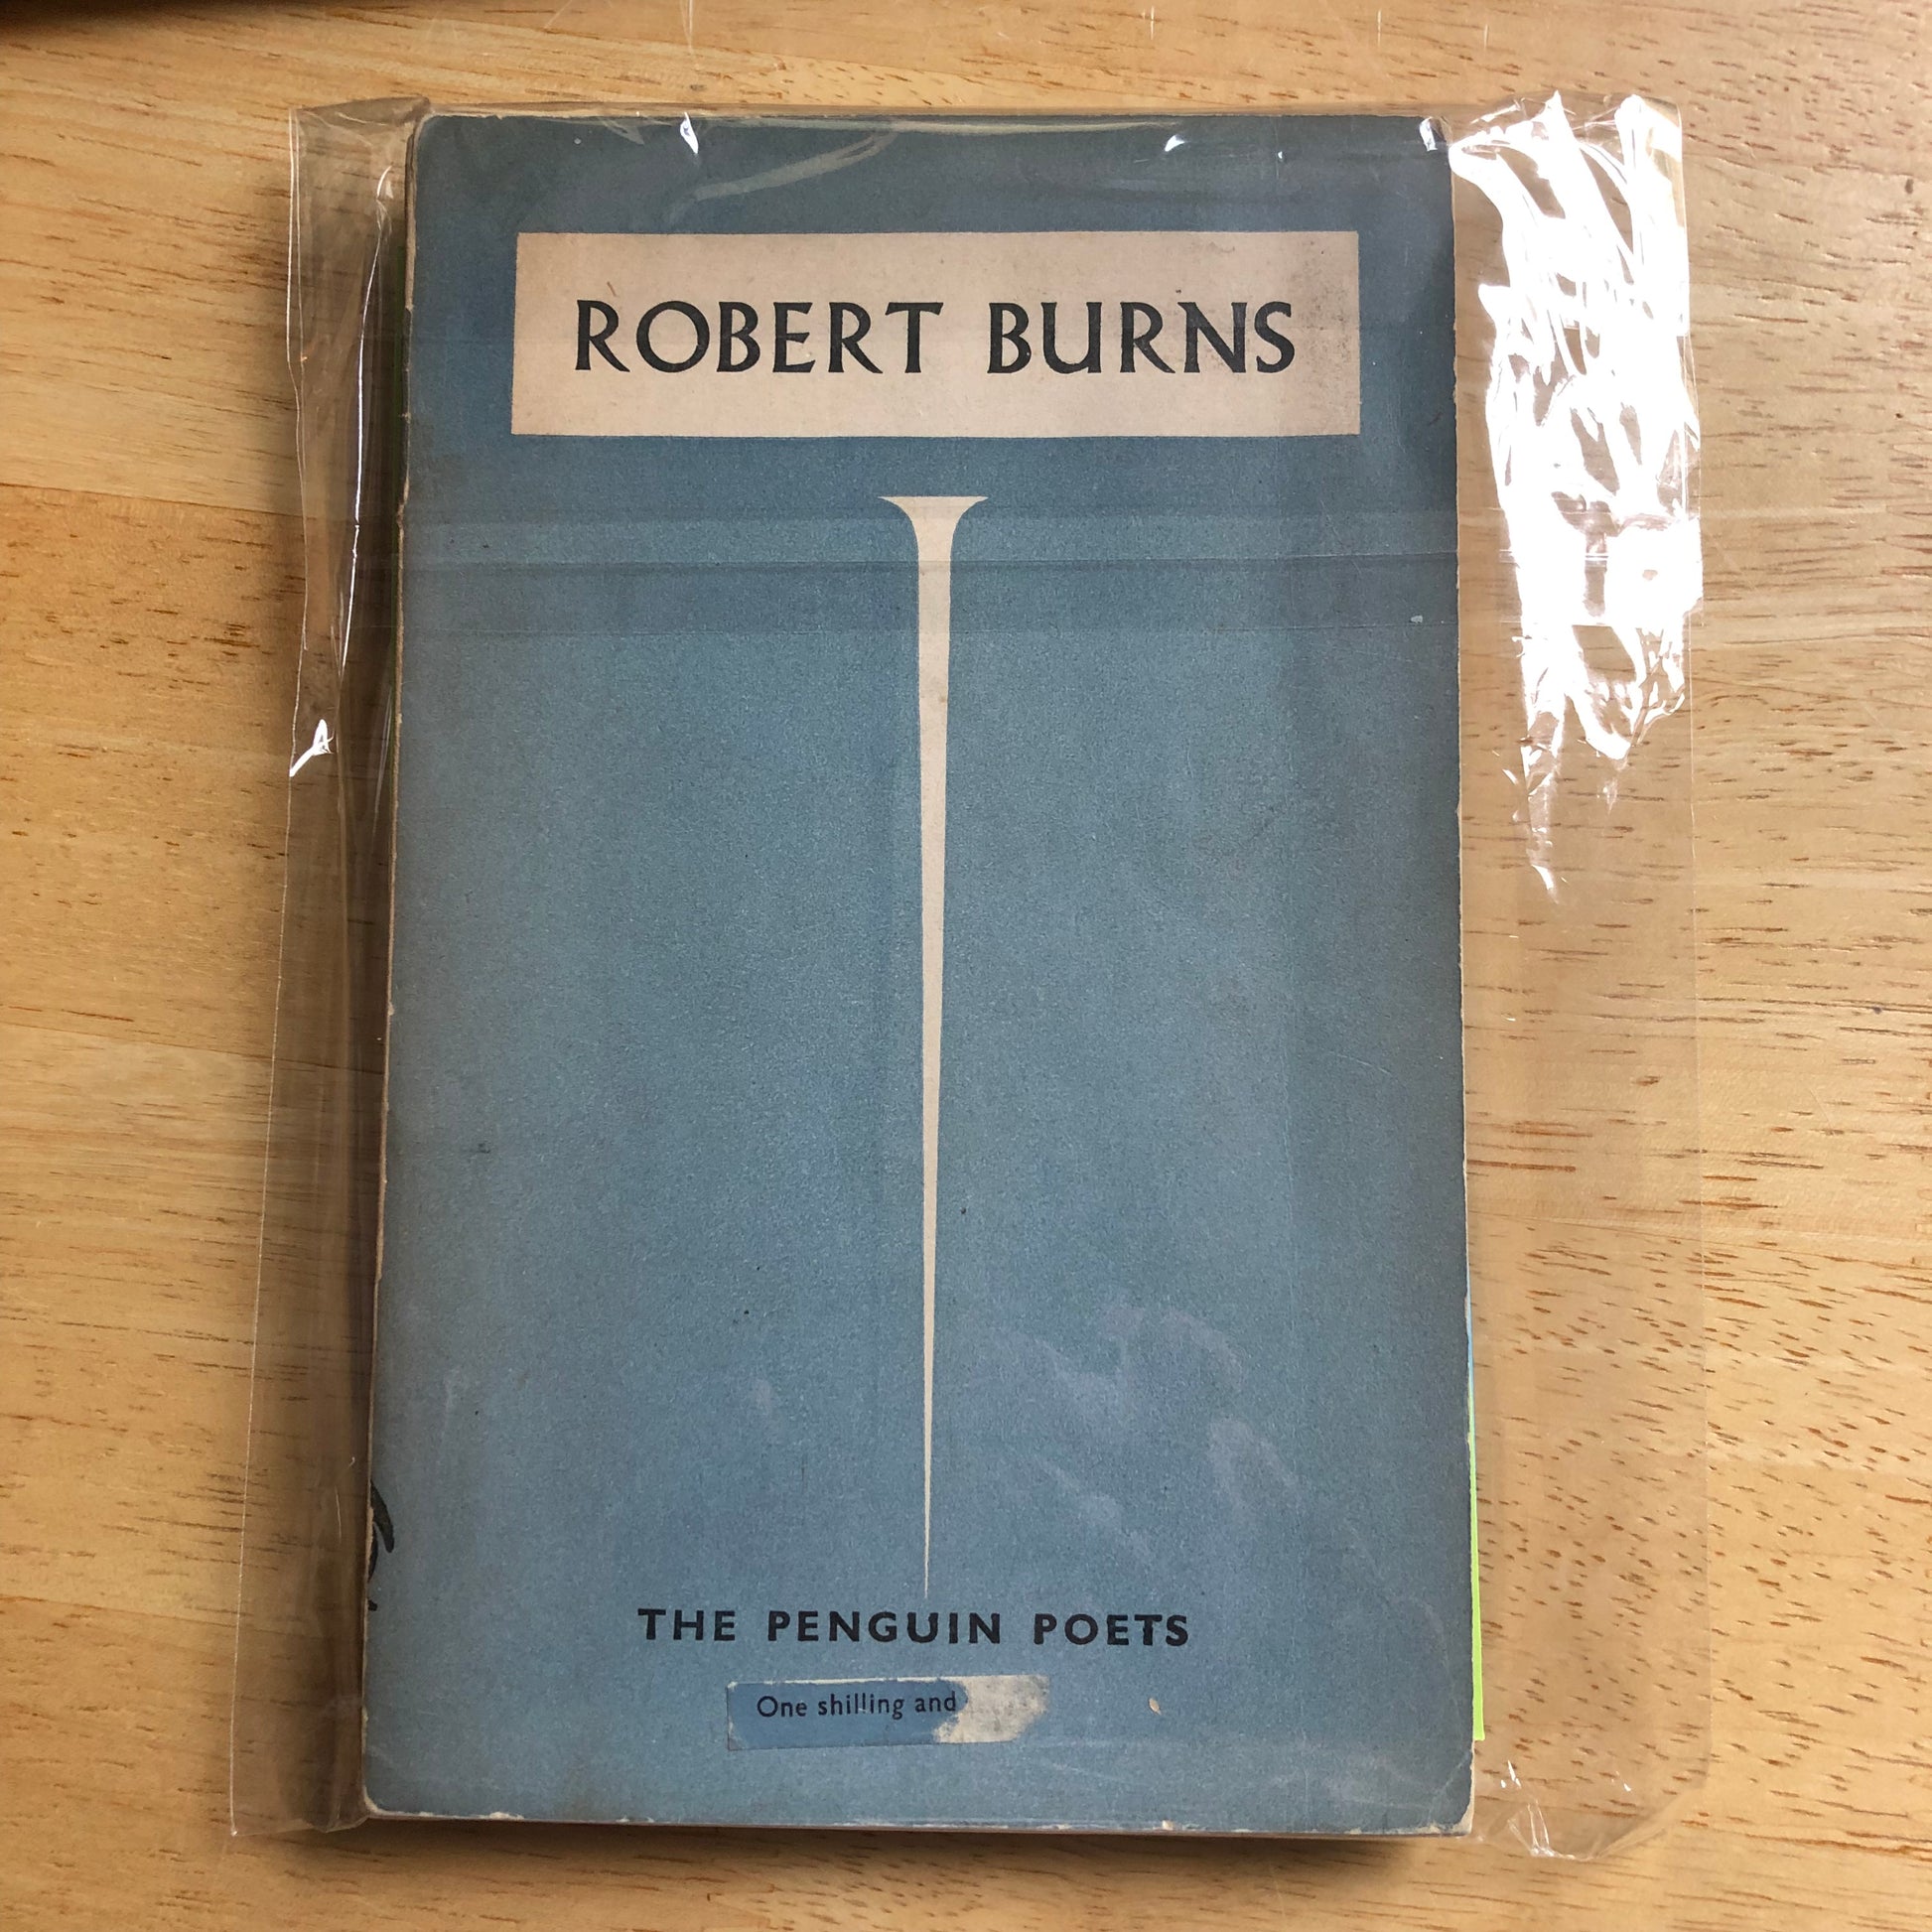 ROBERT BURNS
THE PENGUIN POETS
One shilling and